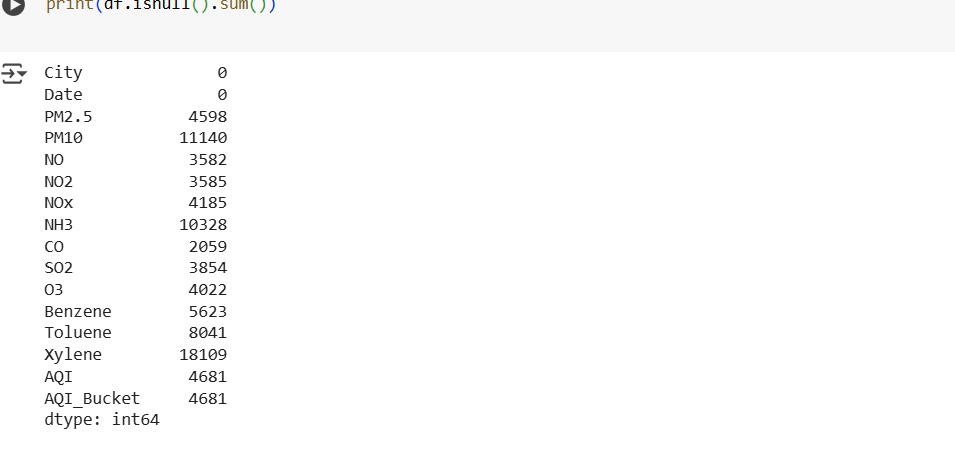 print(df.isnull().sum())
City 0
Date 0
PM2.5 4598
PM10 11140
NO 3582
NO2 3585
NOx 4185
NH3 10328
CO 2059
SO2 3854
O3 4022
Benzene 5623
Toluene 8041
Xylene 18109
AQI 4681
AQI_Bucket 4681
dtype: int64